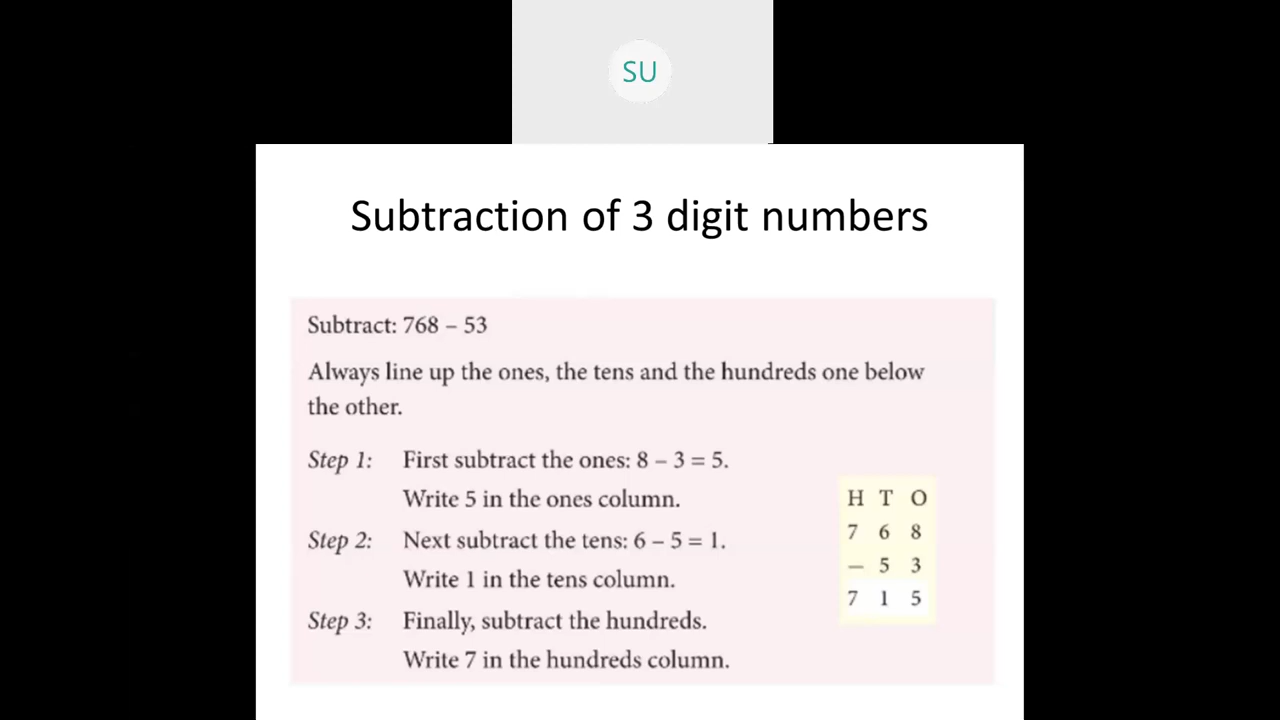 SU
Subtraction of 3 digit numbers
Subtract: 768 – 53
Always line up the ones, the tens and the hundreds one below
the other.
Step 1: First subtract the ones: 8 – 3 = 5.
Write 5 in the ones column.
Step 2: Next subtract the tens: 6 – 5 = 1.
Write 1 in the tens column.
Step 3: Finally, subtract the hundreds.
Write 7 in the hundreds column.
H T O
7 6 8
– 5 3
7 1 5